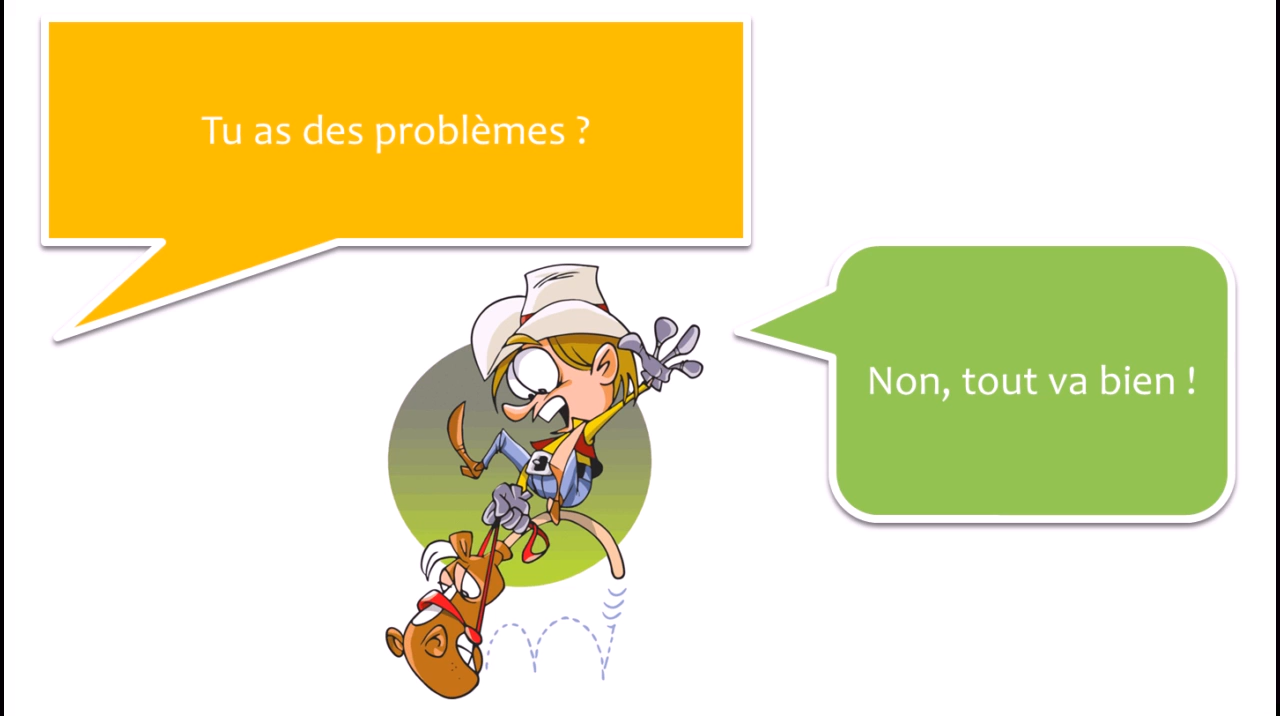 Tu as des problèmes ?
Non, tout va bien !